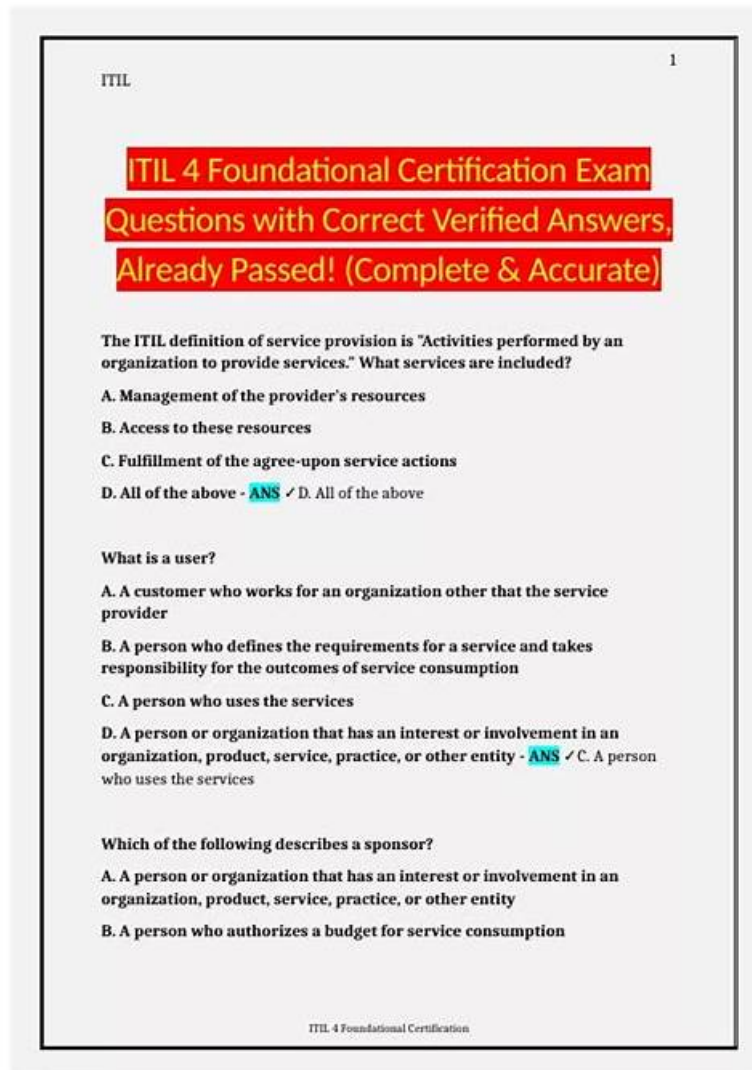 1
ITIL
ITIL 4 Foundational Certification Exam
Questions with Correct Verified Answers,
Already Passed! (Complete & Accurate)
The ITIL definition of service provision is "Activities performed by an
organization to provide services." What services are included?
A. Management of the provider's resources
B. Access to these resources
C. Fulfillment of the agree-upon service actions
D. All of the above - ANS ✓D. All of the above
What is a user?
A. A customer who works for an organization other that the service
provider
B. A person who defines the requirements for a service and takes
responsibility for the outcomes of service consumption
C. A person who uses the services
D. A person or organization that has an interest or involvement in an
organization, product, service, practice, or other entity - ANS ✓C. A person
who uses the services
Which of the following describes a sponsor?
A. A person or organization that has an interest or involvement in an
organization, product, service, practice, or other entity
B. A person who authorizes a budget for service consumption
ITIL 4 Foundational Certification